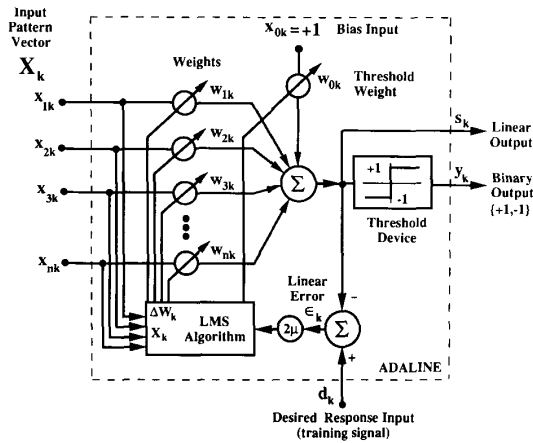 Input
Pattern
Vector
X_k
x_0k = +1
Bias Input
Weights
w_0k
Threshold
Weight
x_1k
w_1k
x_2k
w_2k
x_3k
w_3k
x_nk
w_nk
Σ
s_k
Linear
Output
+1
-1
Threshold
Device
y_k
Binary
Output
{+1,-1}
ΔW_k
X_k
LMS
Algorithm
2μ
Linear
Error
∈_k
Σ
−
+
ADALINE
d_k
Desired Response Input
(training signal)